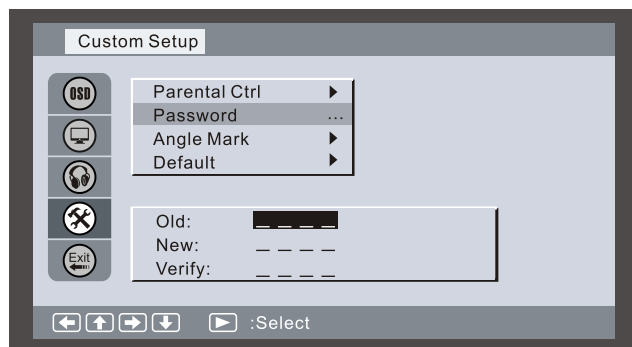 Custom Setup
OSD
Parental Ctrl
Password ...
Angle Mark
Default
Exit
Old: _ _ _ _
New: _ _ _ _
Verify: _ _ _ _
:Select